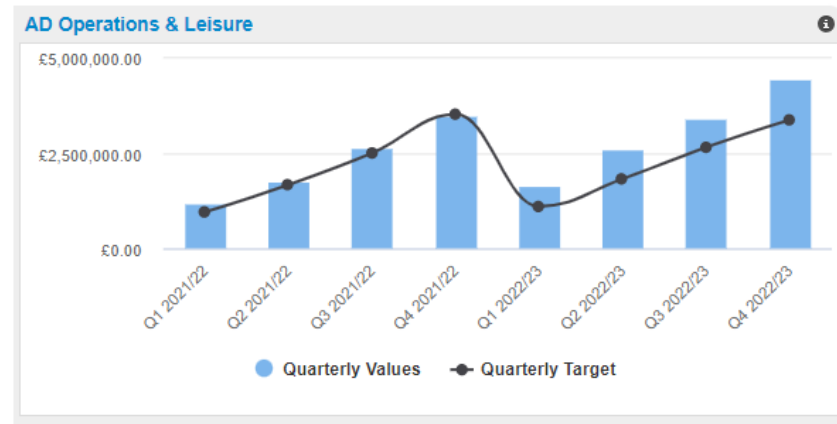 AD Operations & Leisure
£5,000,000.00
£2,500,000.00
£0.00
Q1 2021/22
Q2 2021/22
Q3 2021/22
Q4 2021/22
Q1 2022/23
Q2 2022/23
Q3 2022/23
Q4 2022/23
Quarterly Values
Quarterly Target